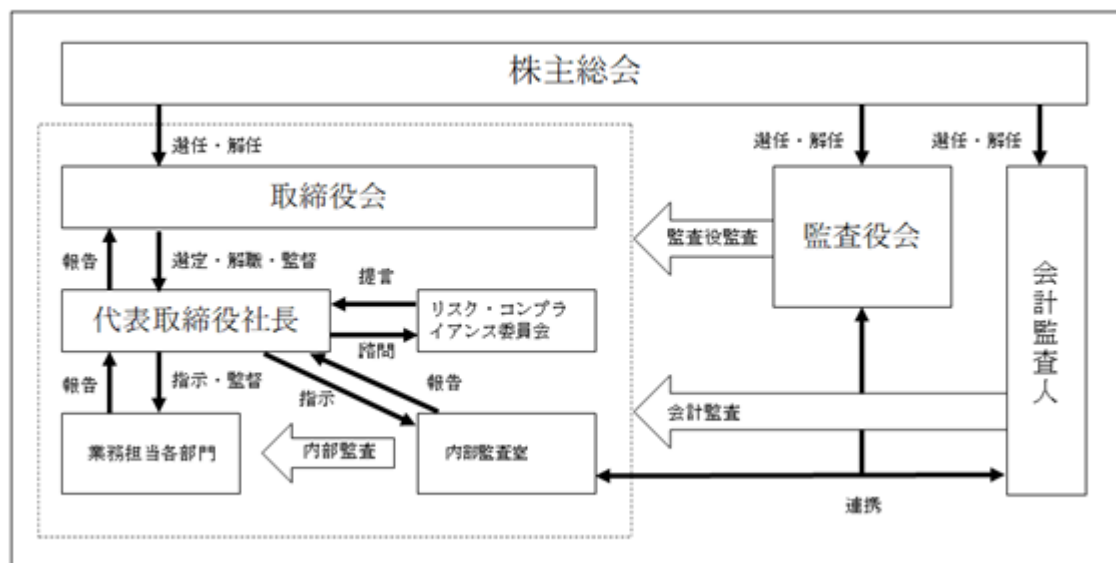 株主総会
選任・解任
選任・解任
選任・解任
取締役会
監査役会
会計監査人
監査役監査
報告
選定・解職・監督
提言
代表取締役社長
リスク・コンプラ
イアンス委員会
諮問
報告
指示・監督
指示
報告
会計監査
業務担当各部門
内部監査
内部監査室
連携